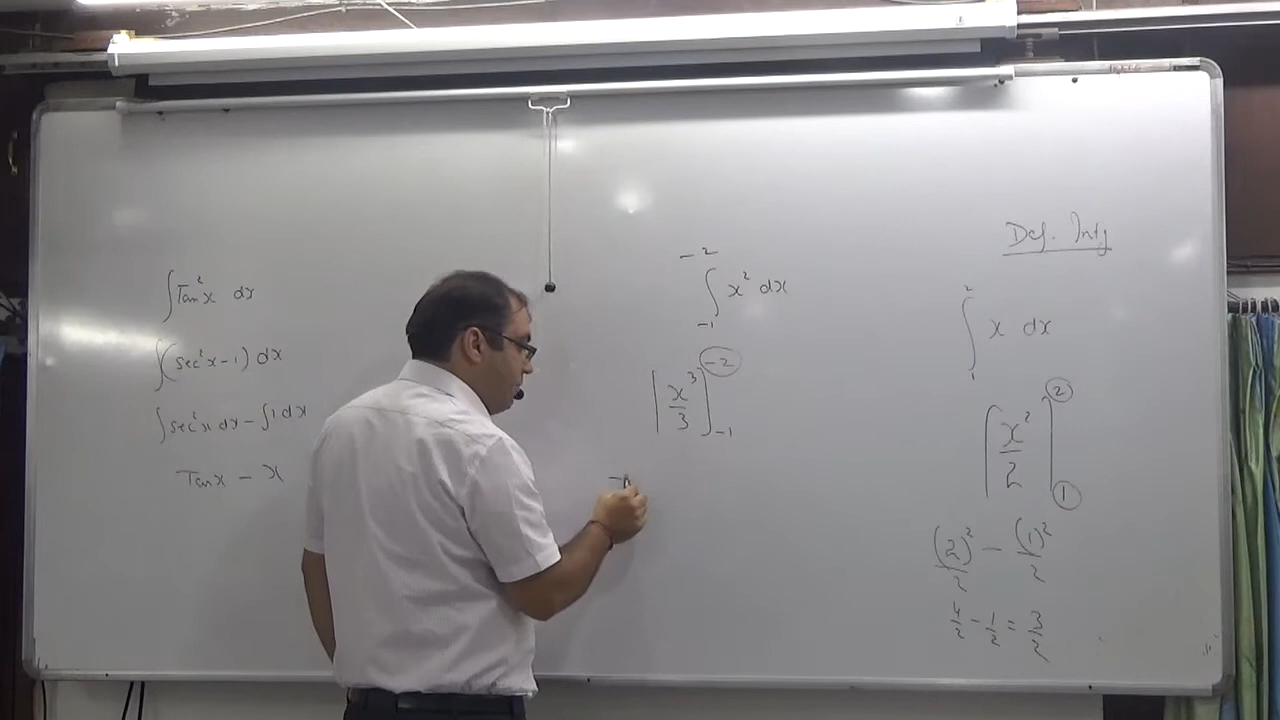 ∫Tan²x dx
∫(sec²x-1) dx
∫sec²x dx - ∫1 dx
Tanx - x
-2
∫ x² dx
-1
[x³/3] -2
-1
-
Def. Intg
2
∫ x dx
1
[x²/2] 2
1
(2)²/2 - (1)²/2
4/2 - 1/2 = 3/2